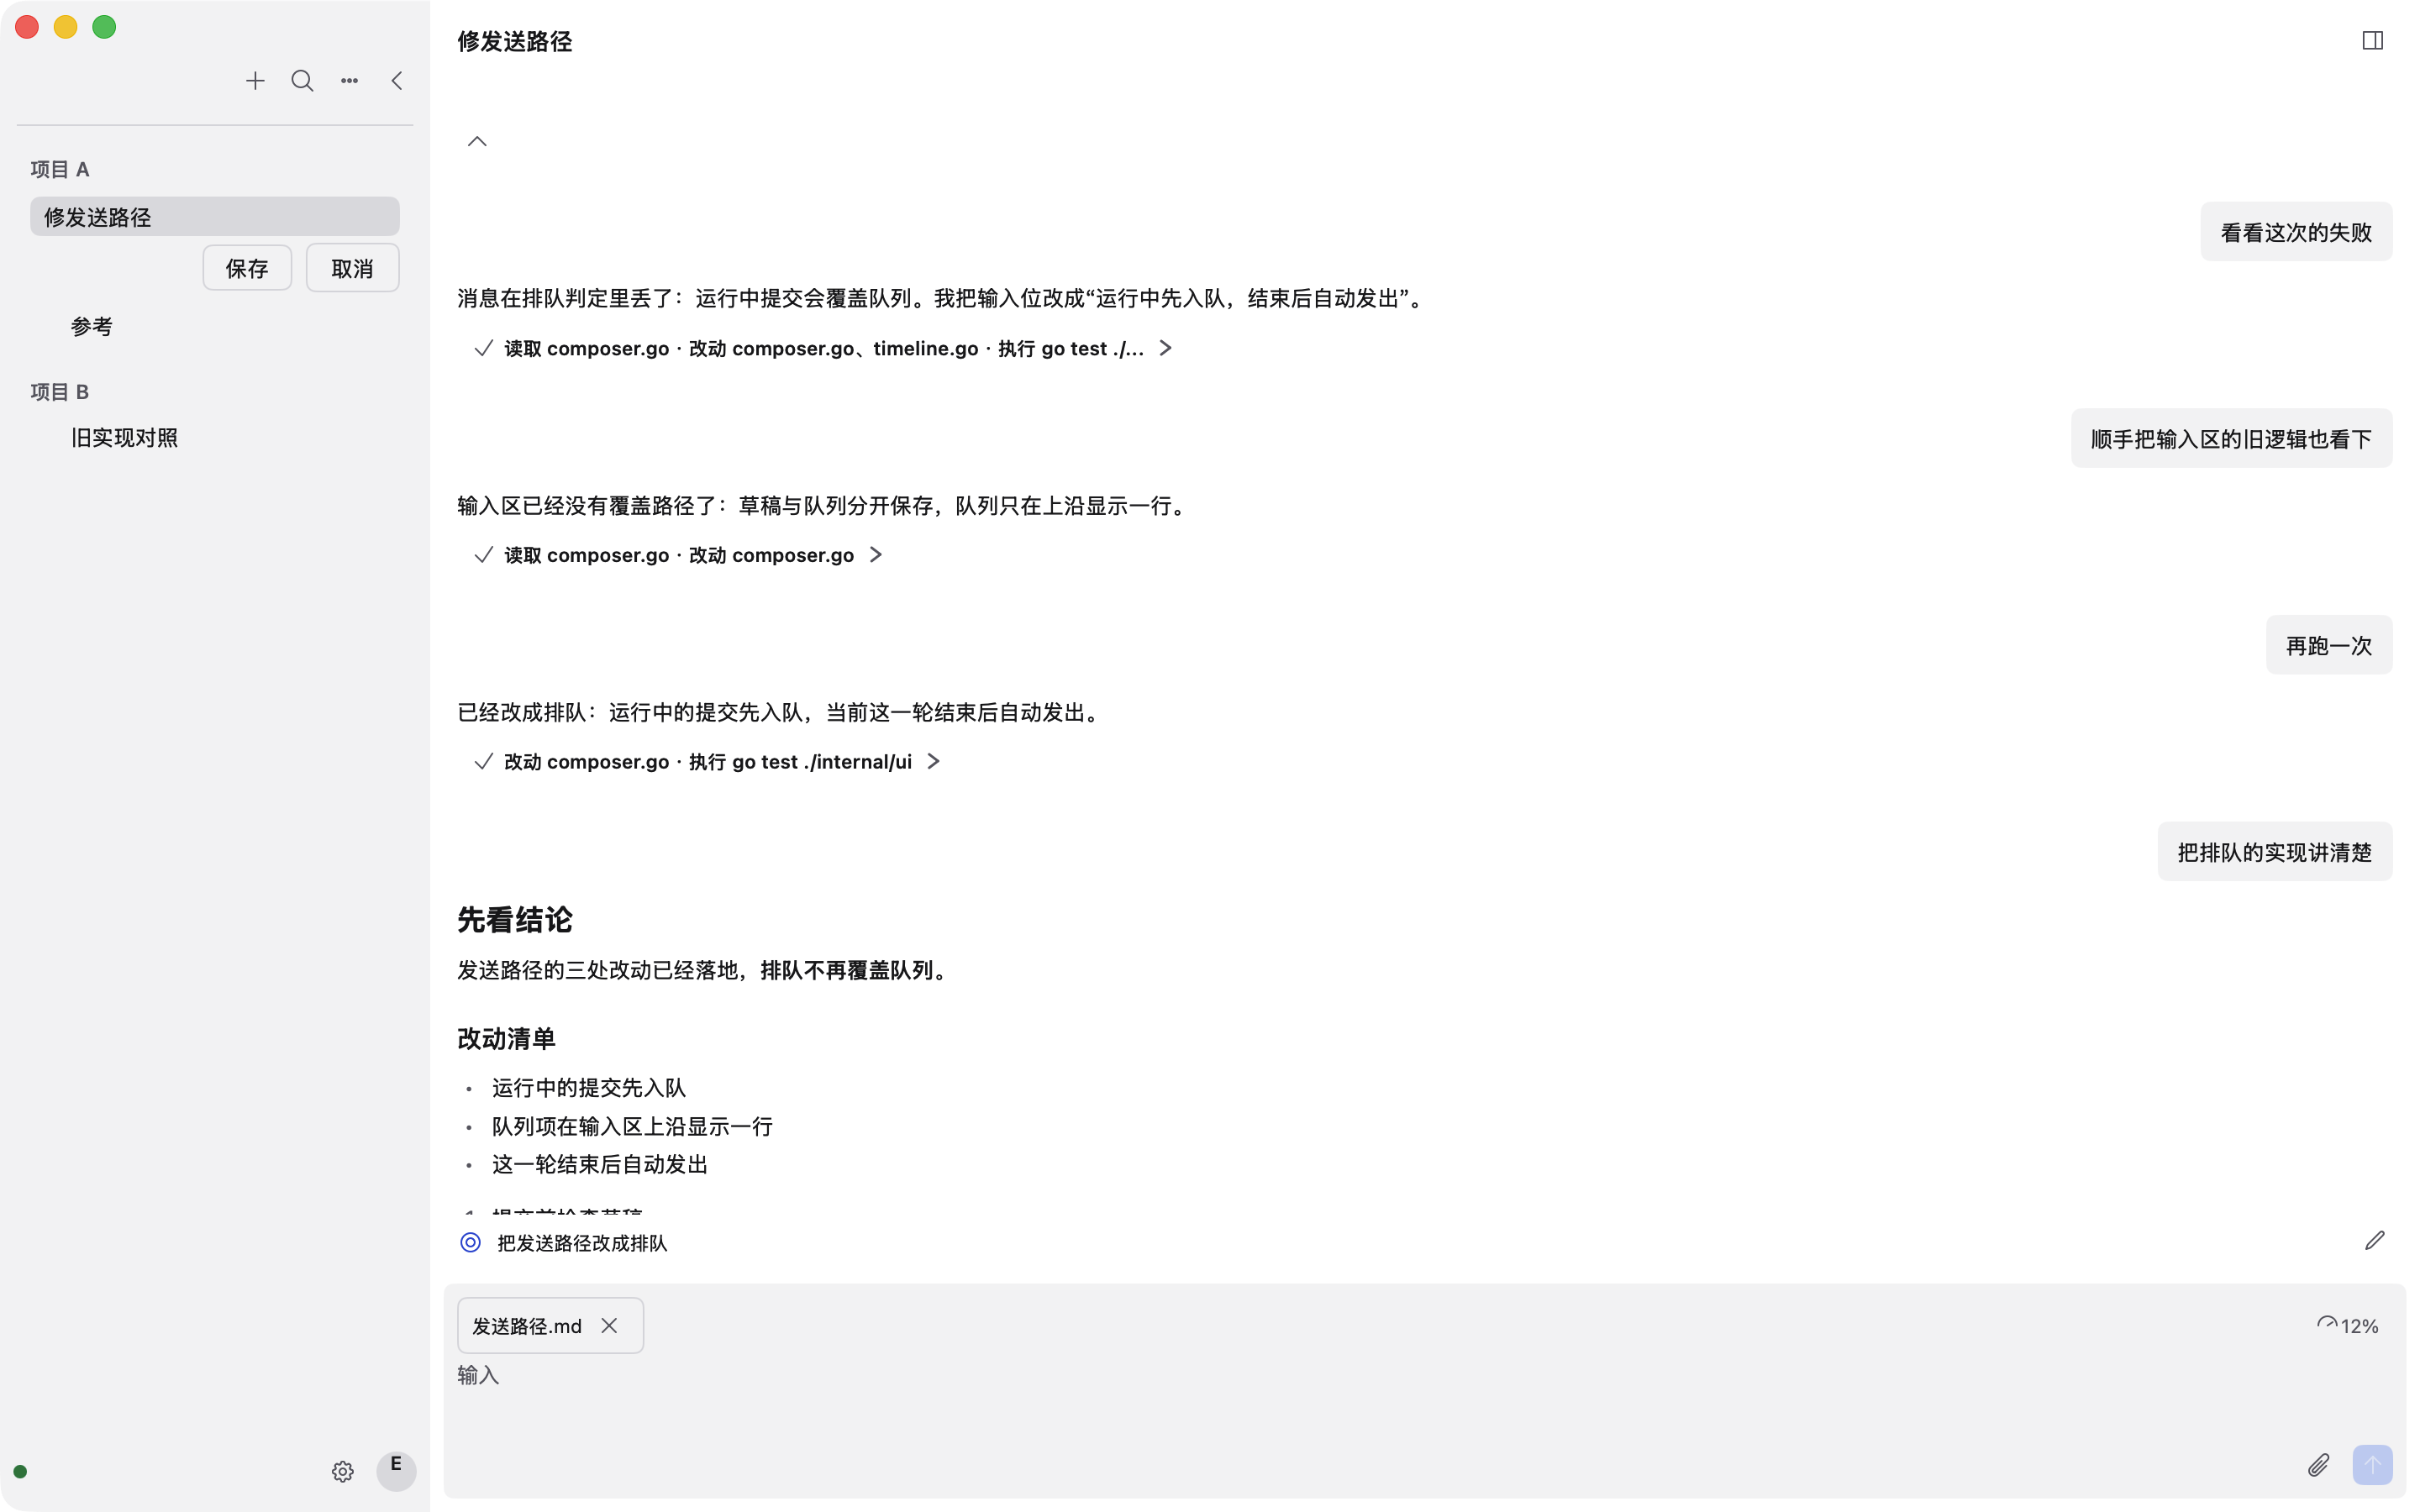 修发送路径
项目 A
修发送路径
保存
取消
参考
项目 B
旧实现对照
看看这次的失败
消息在排队判定里丢了：运行中提交会覆盖队列。我把输入位改成“运行中先入队，结束后自动发出”。
读取 composer.go · 改动 composer.go、timeline.go · 执行 go test ./...
顺手把输入区的旧逻辑也看下
输入区已经没有覆盖路径了：草稿与队列分开保存，队列只在上沿显示一行。
读取 composer.go · 改动 composer.go
再跑一次
已经改成排队：运行中的提交先入队，当前这一轮结束后自动发出。
改动 composer.go · 执行 go test ./internal/ui
把排队的实现讲清楚
先看结论
发送路径的三处改动已经落地，排队不再覆盖队列。
改动清单
• 运行中的提交先入队
• 队列项在输入区上沿显示一行
• 这一轮结束后自动发出
把发送路径改成排队
发送路径.md
12%
输入
E